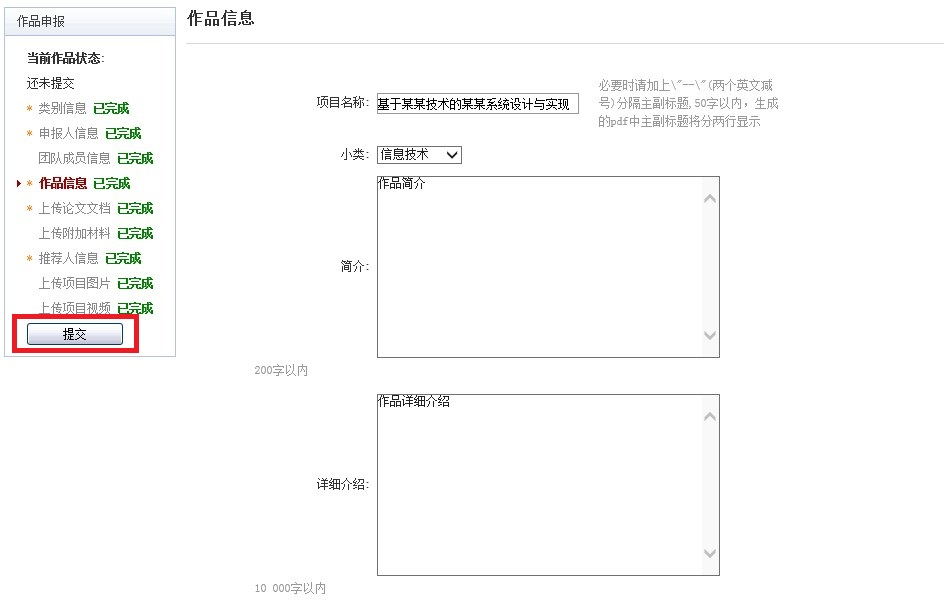 作品申报
当前作品状态:
还未提交
* 类别信息 已完成
* 申报人信息 已完成
团队成员信息 已完成
* 作品信息 已完成
* 上传论文文档 已完成
上传附加材料 已完成
* 推荐人信息 已完成
上传项目图片 已完成
上传项目视频 已完成
提交
作品信息
项目名称: 基于某某技术的某某系统设计与实现
必要时请加上\"--\"(两个英文减
号)分隔主副标题,50字以内，生成
的pdf中主副标题将分两行显示
小类: 信息技术
简介: 作品简介
200字以内
详细介绍: 作品详细介绍
10 000字以内